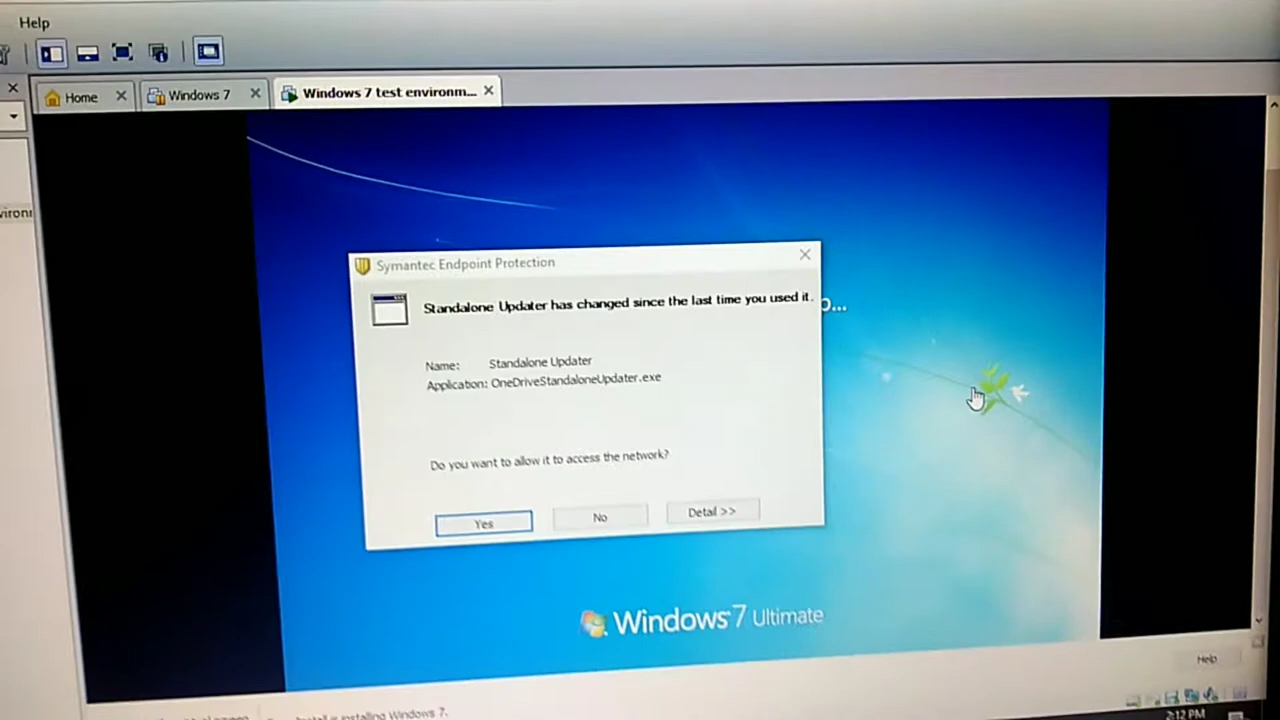 Help
Home
Windows 7
Windows 7 test environm...
Symantec Endpoint Protection
Standalone Updater has changed since the last time you used it.
Name: Standalone Updater
Application: OneDriveStandaloneUpdater.exe
Do you want to allow it to access the network?
Yes
No
Detail >>
Windows 7 Ultimate
Help
is installing Windows 7.
2:12 PM